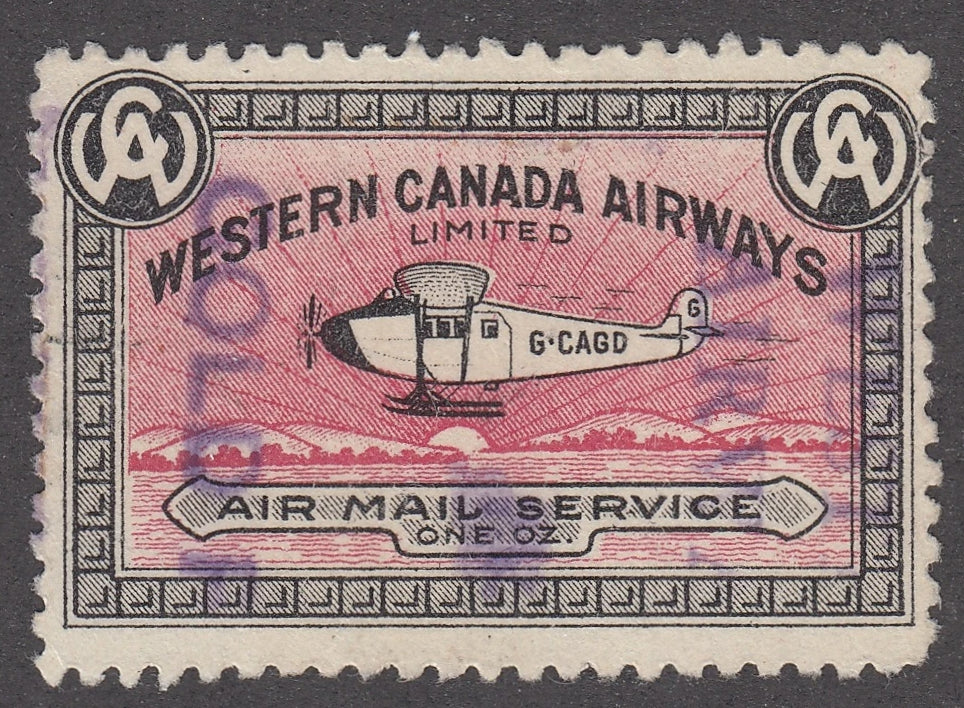 WESTERN CANADA AIRWAYS
LIMITED
G
G·CAGD
AIR MAIL SERVICE
ONE OZ.